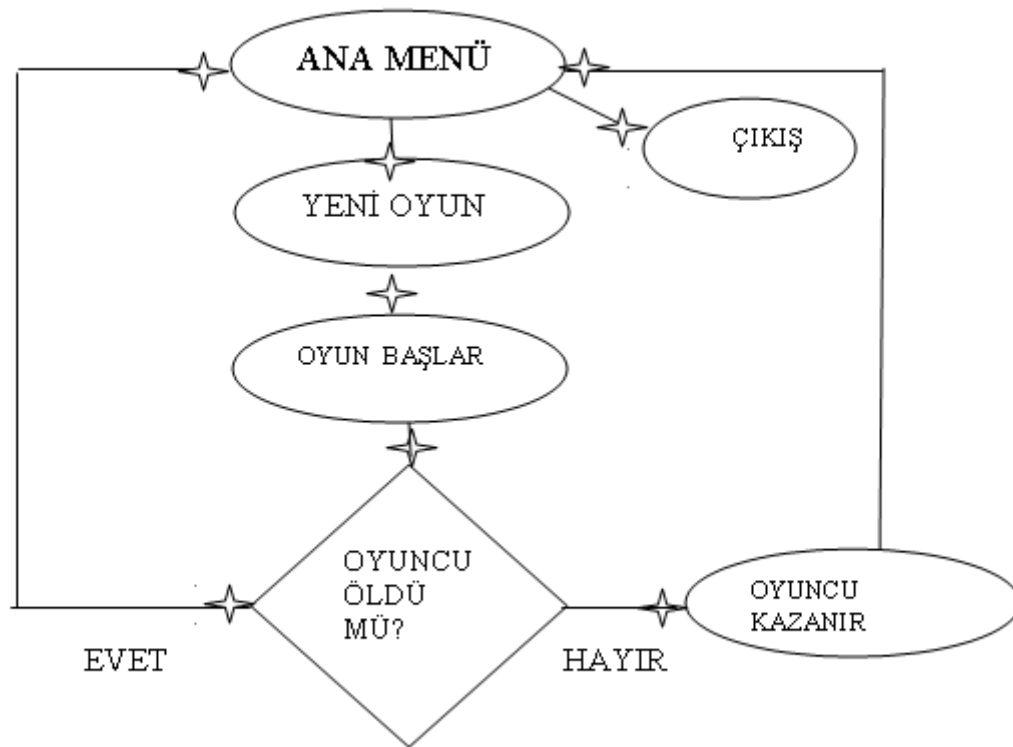 ANA MENÜ
ÇIKIŞ
YENİ OYUN
OYUN BAŞLAR
OYUNCU
ÖLDÜ
MÜ?
OYUNCU
KAZANIR
EVET
HAYIR